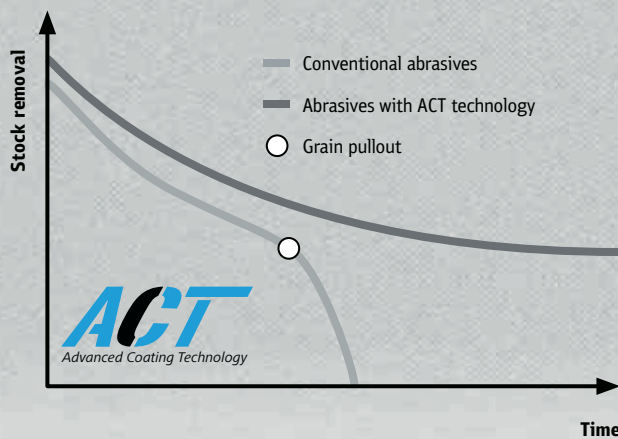 Stock removal
Conventional abrasives
Abrasives with ACT technology
Grain pullout
ACT
Advanced Coating Technology
Time